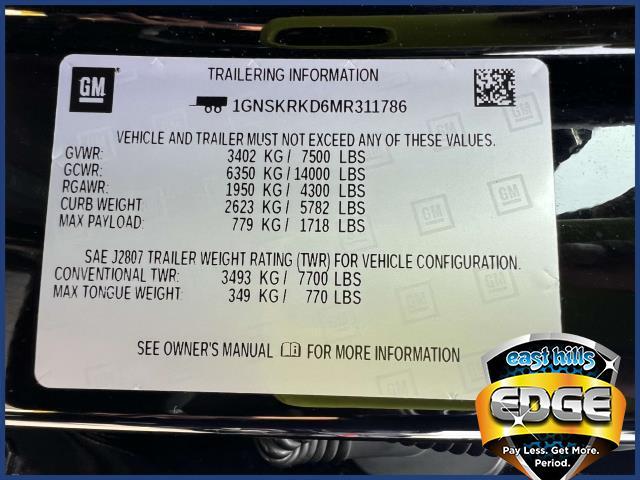 GM
TRAILERING INFORMATION
1GNSKRKD6MR311786
VEHICLE AND TRAILER MUST NOT EXCEED ANY OF THESE VALUES.
GVWR: 3402 KG / 7500 LBS
GCWR: 6350 KG / 14000 LBS
RGAWR: 1950 KG / 4300 LBS
CURB WEIGHT: 2623 KG / 5782 LBS
MAX PAYLOAD: 779 KG / 1718 LBS
SAE J2807 TRAILER WEIGHT RATING (TWR) FOR VEHICLE CONFIGURATION.
CONVENTIONAL TWR: 3493 KG / 7700 LBS
MAX TONGUE WEIGHT: 349 KG / 770 LBS
SEE OWNER'S MANUAL FOR MORE INFORMATION
east hills
EDGE
Pay Less. Get More.
Period.